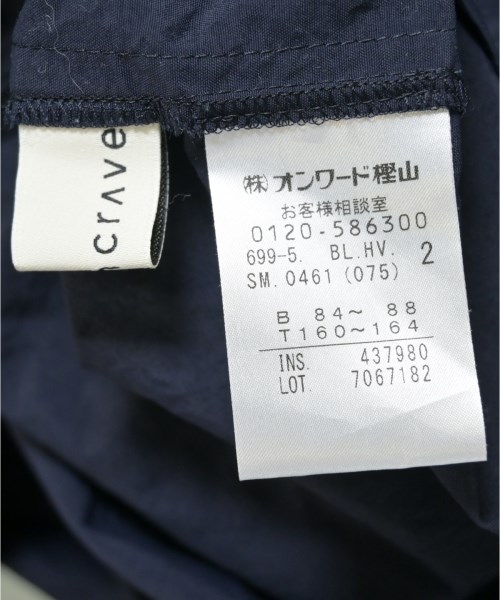 crave
(株)オンワード樫山
お客様相談室
0120-586300
699-5. BL.HV. 2
SM.0461(075)
B 84～ 88
T160～164
INS. 437980
LOT. 7067182